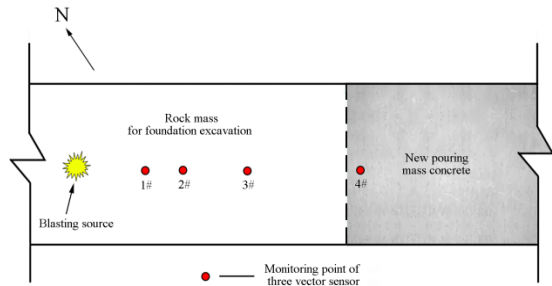 N
Rock mass
for foundation excavation
New pouring
mass concrete
1#
2#
3#
4#
Blasting source
Monitoring point of
three vector sensor